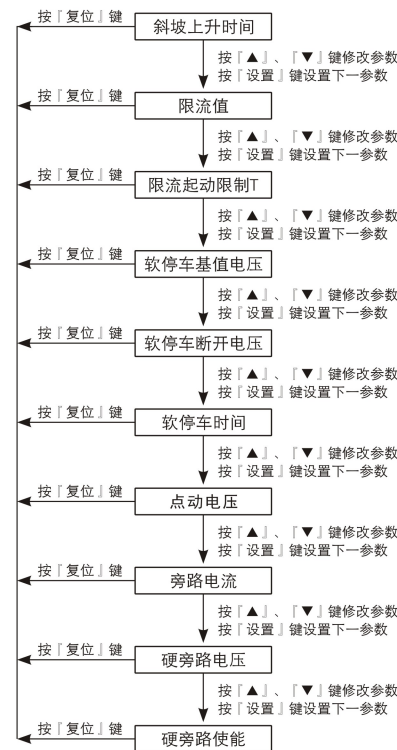 按『复位』键
斜坡上升时间
按『▲』、『▼』键修改参数
按『设置』键设置下一参数
按『复位』键
限流值
按『▲』、『▼』键修改参数
按『设置』键设置下一参数
按『复位』键
限流起动限制T
按『▲』、『▼』键修改参数
按『设置』键设置下一参数
按『复位』键
软停车基值电压
按『▲』、『▼』键修改参数
按『设置』键设置下一参数
按『复位』键
软停车断开电压
按『▲』、『▼』键修改参数
按『设置』键设置下一参数
按『复位』键
软停车时间
按『▲』、『▼』键修改参数
按『设置』键设置下一参数
按『复位』键
点动电压
按『▲』、『▼』键修改参数
按『设置』键设置下一参数
按『复位』键
旁路电流
按『▲』、『▼』键修改参数
按『设置』键设置下一参数
按『复位』键
硬旁路电压
按『▲』、『▼』键修改参数
按『设置』键设置下一参数
按『复位』键
硬旁路使能